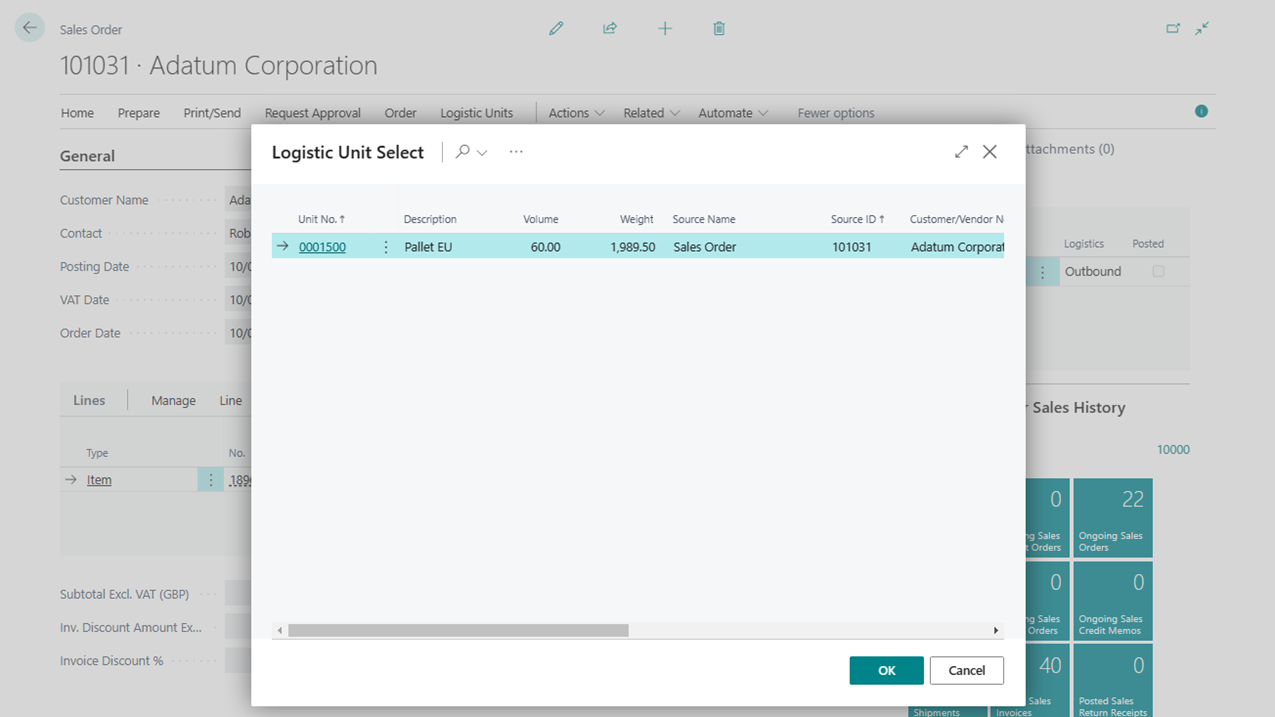 Sales Order
101031 · Adatum Corporation
Home Prepare Print/Send Request Approval Order Logistic Units Actions Related Automate Fewer options
General
Customer Name Ada
Contact Rob
Posting Date 10/0
VAT Date 10/0
Order Date 10/0
Lines Manage Line
Type No.
Item 189
Subtotal Excl. VAT (GBP)
Inv. Discount Amount Ex...
Invoice Discount %
Logistic Unit Select
Unit No. ↑ Description Volume Weight Source Name Source ID ↑ Customer/Vendor N
0001500 Pallet EU 60.00 1,989.50 Sales Order 101031 Adatum Corporat
OK Cancel
ttachments (0)
Logistics Posted
Outbound
r Sales History
10000
0
ng Sales
t Orders
22
Ongoing Sales
Orders
0
ng Sales
Orders
0
Ongoing Sales
Credit Memos
Shipments
40
Sales
Invoices
0
Posted Sales
Return Receipts